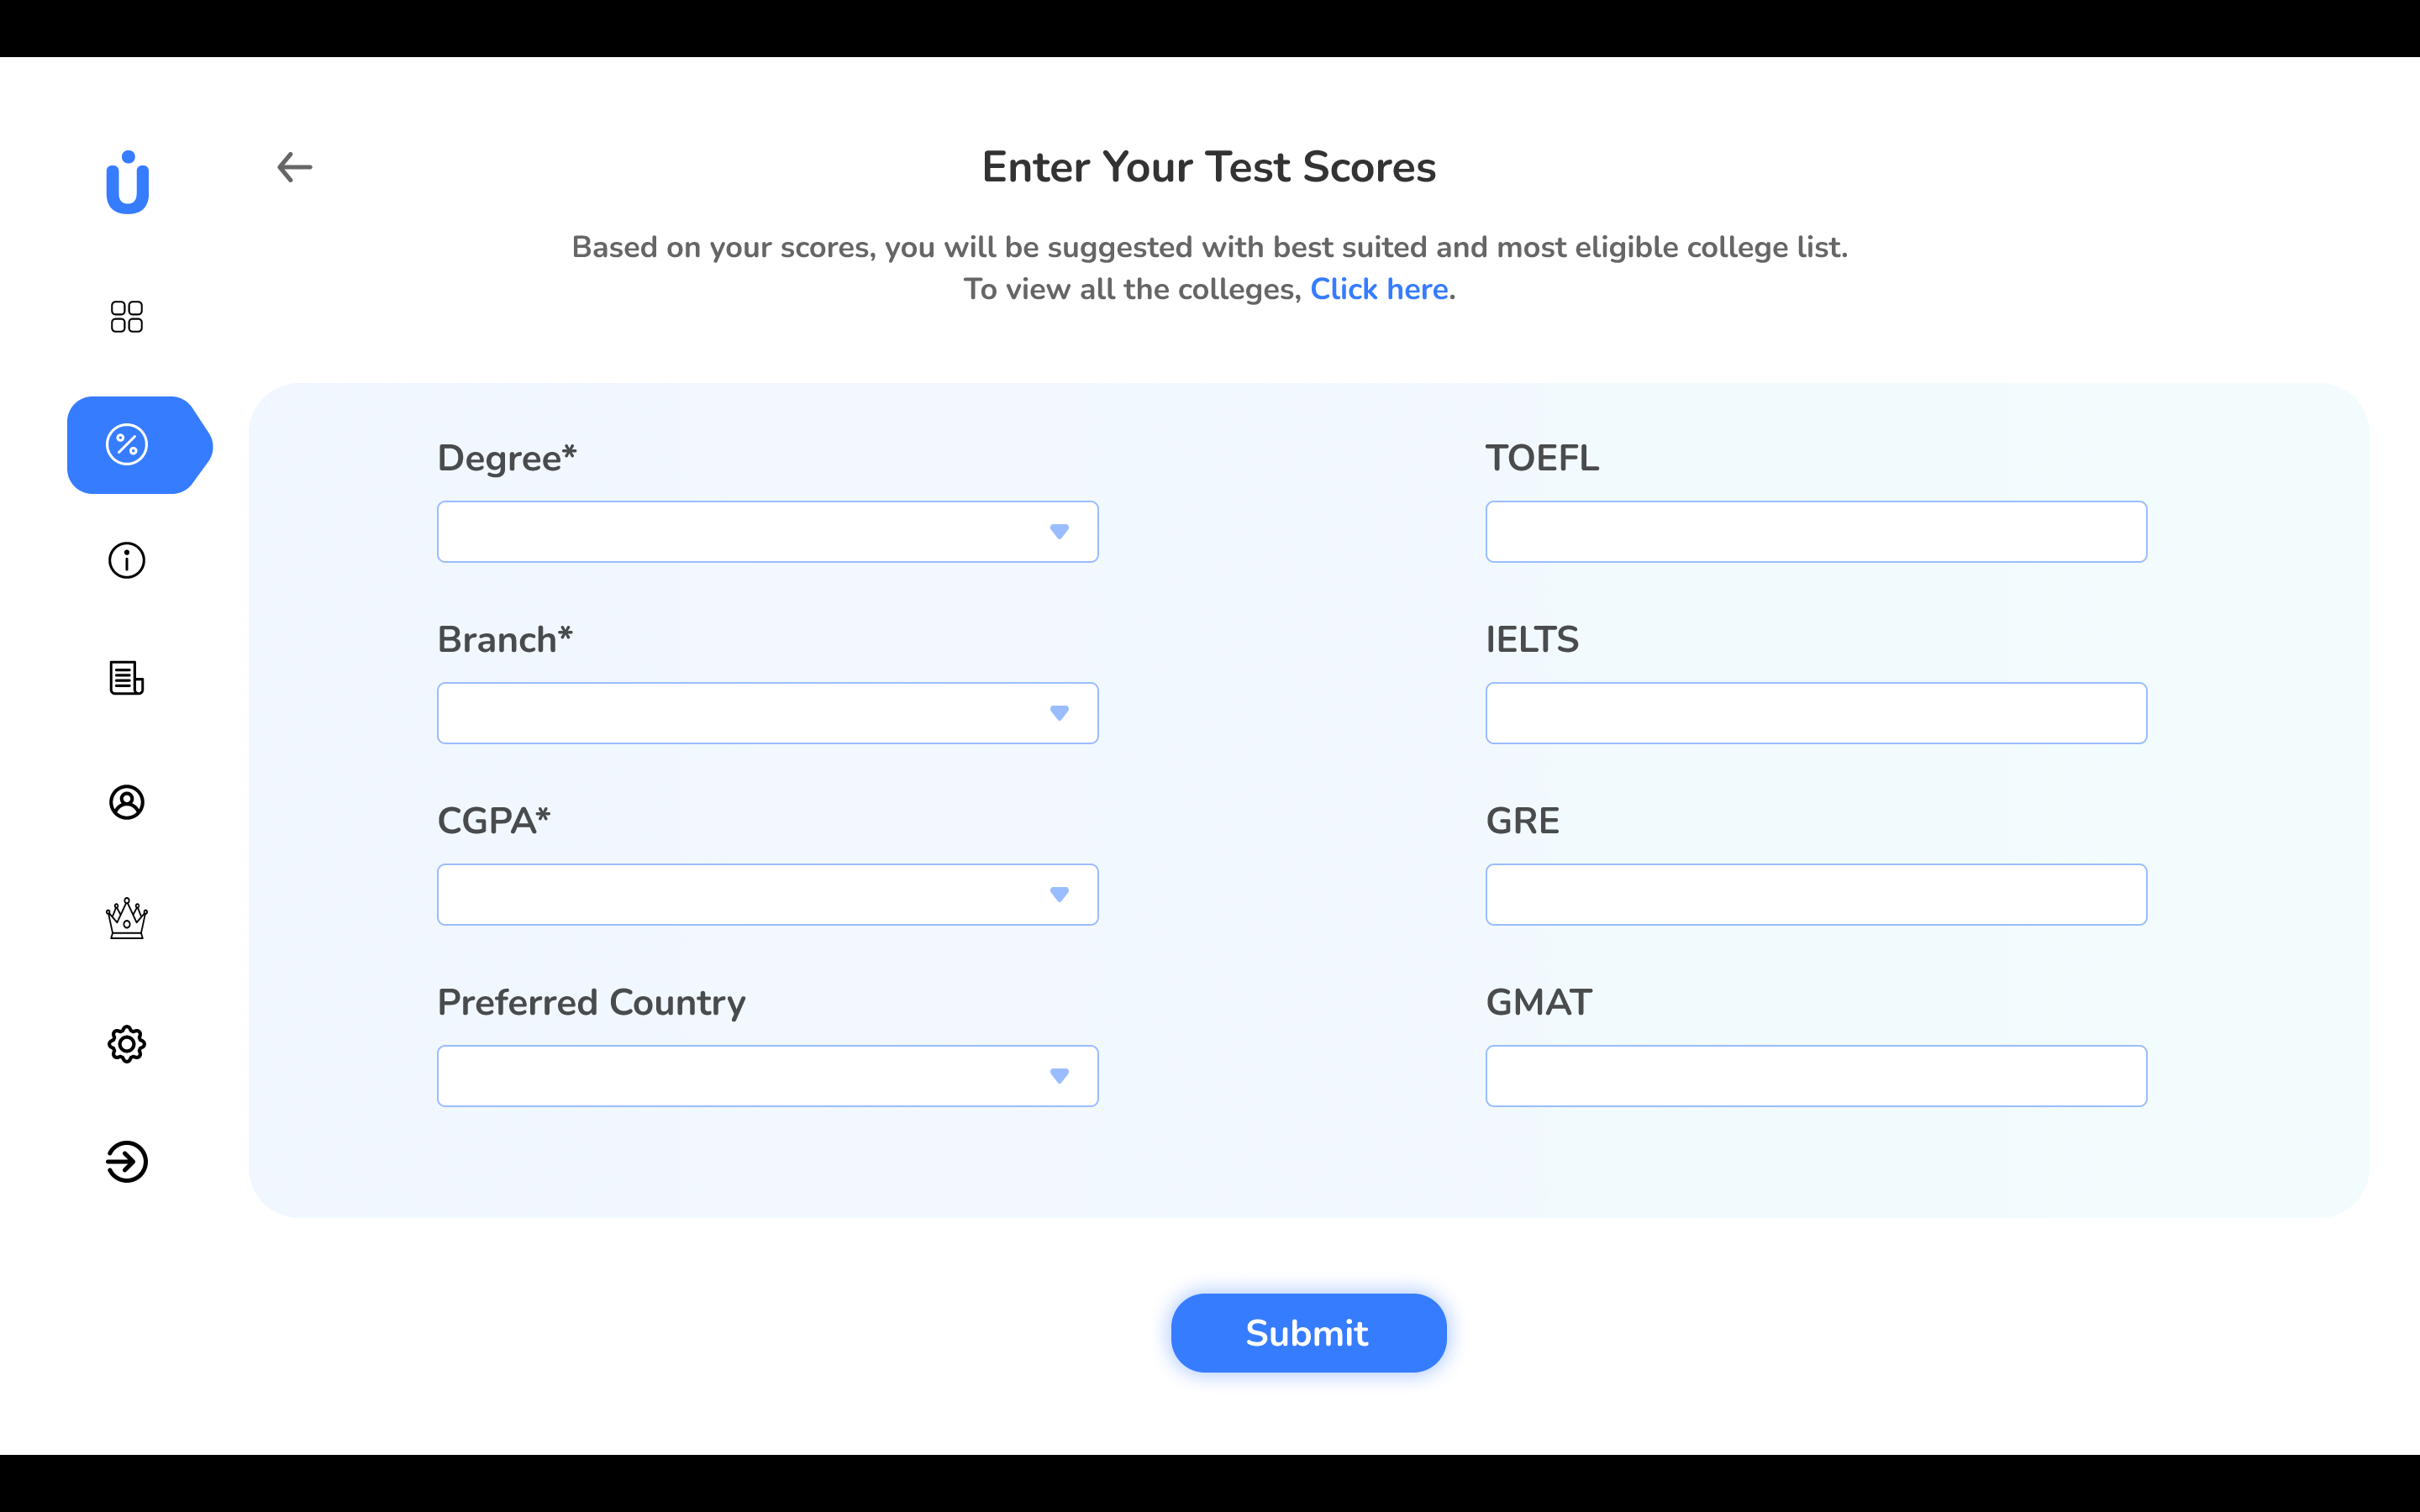 Enter Your Test Scores
Based on your scores, you will be suggested with best suited and most eligible college list.
To view all the colleges, Click here.
Degree*
Branch*
CGPA*
Preferred Country
TOEFL
IELTS
GRE
GMAT
Submit